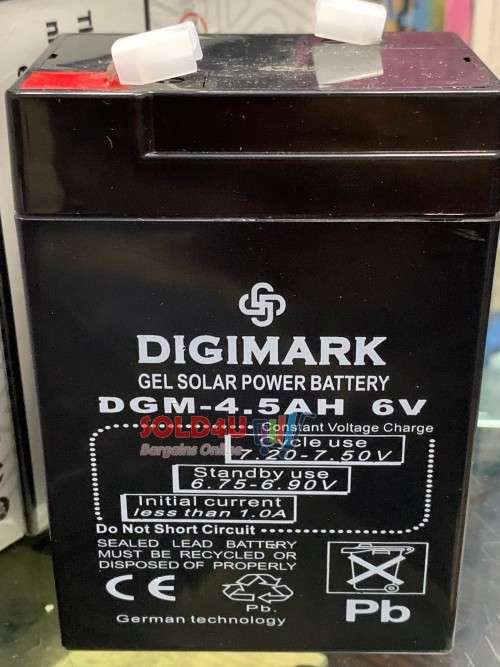 DIGIMARK
GEL SOLAR POWER BATTERY
DGM-4.5AH 6V
SOLD4U
Bargains Online
Constant Voltage Charge
Cycle use
7.20-7.50V
Standby use
6.75-6.90V
Initial current
less than 1.0A
Do Not Short Circuit
SEALED LEAD BATTERY
MUST BE RECYCLED OR
DISPOSED OF PROPERLY
CE
Pb.
Pb
German technology